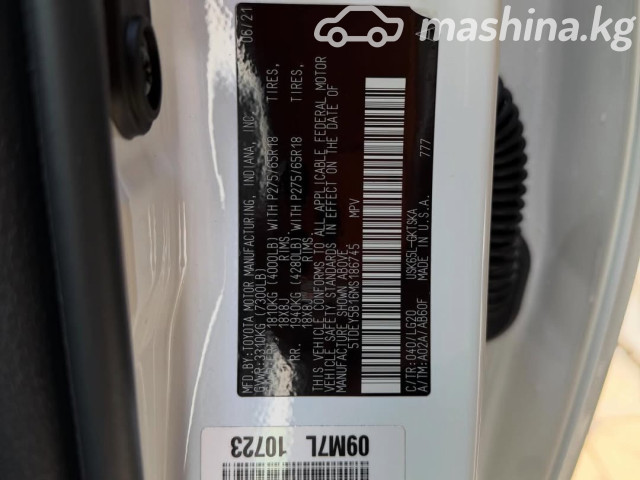 mashina.kg
MFD.BY:TOYOTA MOTOR MANUFACTURING, INDIANA, INC. 06/21
GVWR:3310KG (7300LB)
1810KG (4000LB) WITH P275/65R18 TIRES,
18X8J RIMS
RR. 1940KG (4280LB) WITH P275/65R18 TIRES,
18X8J RIMS
THIS VEHICLE CONFORMS TO ALL APPLICABLE FEDERAL MOTOR
VEHICLE SAFETY STANDARDS IN EFFECT ON THE DATE OF
MANUFACTURE SHOWN ABOVE.
5TDEY5B16MS186745 MPV
C/TR:040/LG20 USK65L-QKTSKA
A/TM:A02A/AB60F MADE IN U.S.A. 777
09M7L
10723